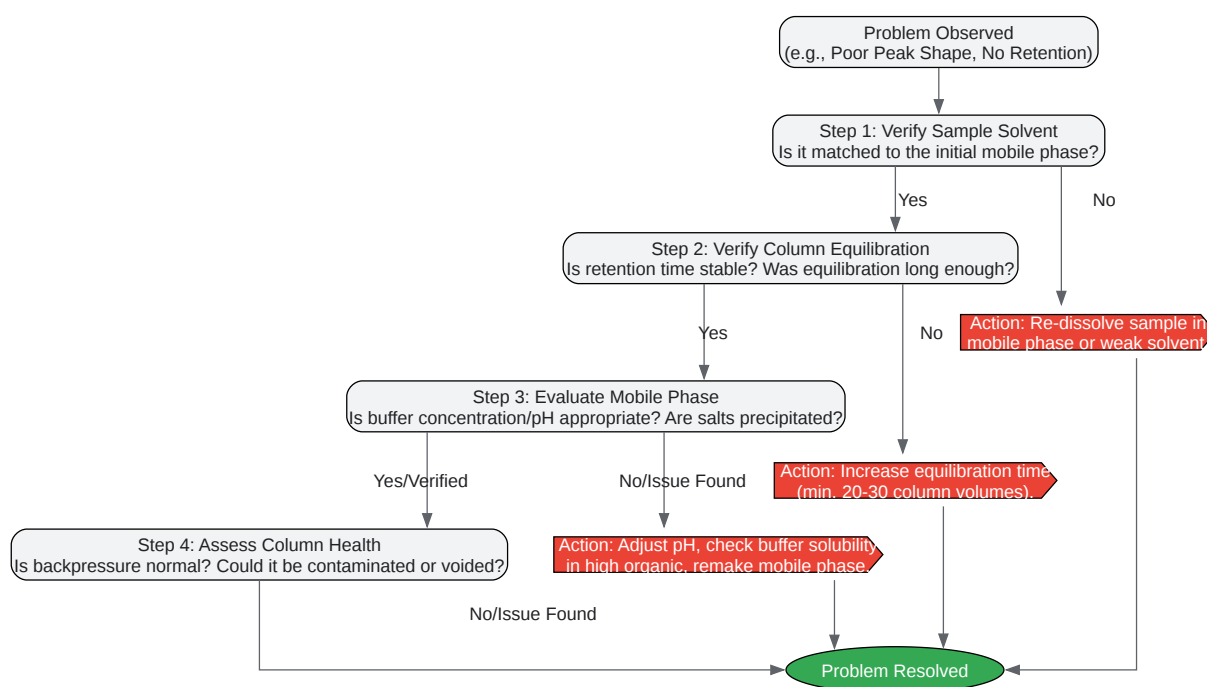 Problem Observed
(e.g., Poor Peak Shape, No Retention)
Step 1: Verify Sample Solvent
Is it matched to the initial mobile phase?
Yes
No
Step 2: Verify Column Equilibration
Is retention time stable? Was equilibration long enough?
Yes
No
Action: Re-dissolve sample in
mobile phase or weak solvent.
Step 3: Evaluate Mobile Phase
Is buffer concentration/pH appropriate? Are salts precipitated?
Yes/Verified
No/Issue Found
Action: Increase equilibration time
(min. 20-30 column volumes).
Step 4: Assess Column Health
Is backpressure normal? Could it be contaminated or voided?
Action: Adjust pH, check buffer solubility
in high organic, remake mobile phase.
No/Issue Found
Problem Resolved